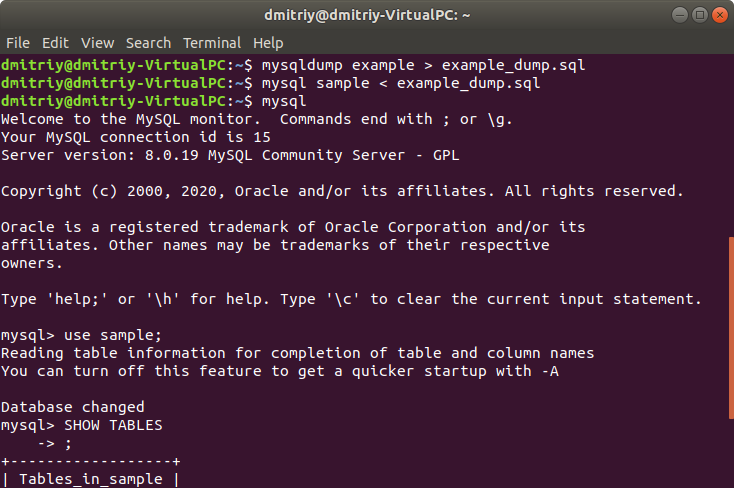 dmitriy@dmitriy-VirtualPC: ~
File Edit View Search Terminal Help
dmitriy@dmitriy-VirtualPC:~$ mysqldump example > example_dump.sql
dmitriy@dmitriy-VirtualPC:~$ mysql sample < example_dump.sql
dmitriy@dmitriy-VirtualPC:~$ mysql
Welcome to the MySQL monitor.  Commands end with ; or \g.
Your MySQL connection id is 15
Server version: 8.0.19 MySQL Community Server - GPL
Copyright (c) 2000, 2020, Oracle and/or its affiliates. All rights reserved.
Oracle is a registered trademark of Oracle Corporation and/or its
affiliates. Other names may be trademarks of their respective
owners.
Type 'help;' or '\h' for help. Type '\c' to clear the current input statement.
mysql> use sample;
Reading table information for completion of table and column names
You can turn off this feature to get a quicker startup with -A
Database changed
mysql> SHOW TABLES
    -> ;
+------------------+
| Tables_in_sample |